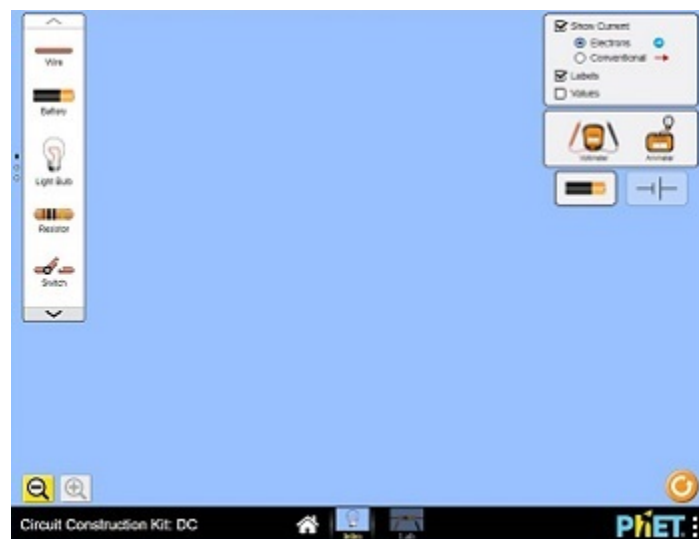 Wire
Battery
Light Bulb
Resistor
Switch
Show Current
Electrons
Conventional
Labels
Values
Voltmeter
Ammeter
Circuit Construction Kit: DC
Intro
Lab
PhET